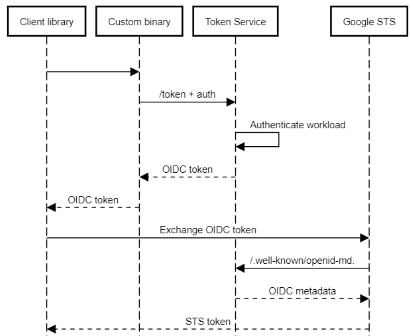 Client library
Custom binary
Token Service
Google STS
/token + auth
Authenticate workload
OIDC token
OIDC token
Exchange OIDC token
/.well-known/openid-md.
OIDC metadata
STS token